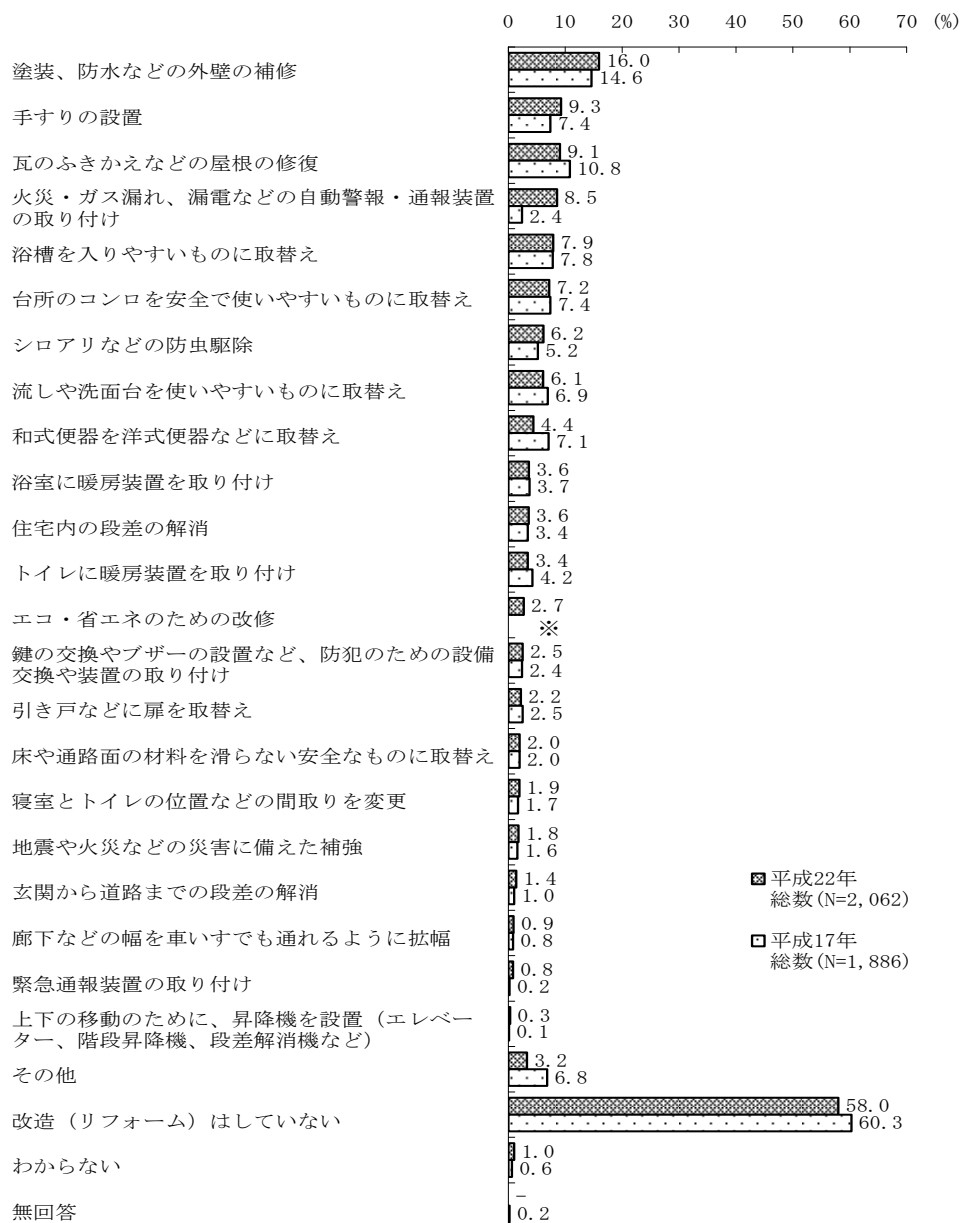 0 10 20 30 40 50 60 70 (%)
塗装、防水などの外壁の補修 16.0
14.6
手すりの設置 9.3
7.4
瓦のふきかえなどの屋根の修復 9.1
10.8
火災・ガス漏れ、漏電などの自動警報・通報装置 8.5
の取り付け 2.4
浴槽を入りやすいものに取替え 7.9
7.8
台所のコンロを安全で使いやすいものに取替え 7.2
7.4
シロアリなどの防虫駆除 6.2
5.2
流しや洗面台を使いやすいものに取替え 6.1
6.9
和式便器を洋式便器などに取替え 4.4
7.1
浴室に暖房装置を取り付け 3.6
3.7
住宅内の段差の解消 3.6
3.4
トイレに暖房装置を取り付け 3.4
4.2
エコ・省エネのための改修 2.7
※
鍵の交換やブザーの設置など、防犯のための設備 2.5
交換や装置の取り付け 2.4
引き戸などに扉を取替え 2.2
2.5
床や通路面の材料を滑らない安全なものに取替え 2.0
2.0
寝室とトイレの位置などの間取りを変更 1.9
1.7
地震や火災などの災害に備えた補強 1.8
1.6
玄関から道路までの段差の解消 1.4
1.0
廊下などの幅を車いすでも通れるように拡幅 0.9
0.8
緊急通報装置の取り付け 0.8
0.2
上下の移動のために、昇降機を設置（エレベー 0.3
ター、階段昇降機、段差解消機など） 0.1
その他 3.2
6.8
改造（リフォーム）はしていない 58.0
60.3
わからない 1.0
0.6
無回答 －
0.2
平成22年
総数(N=2,062)
平成17年
総数(N=1,886)